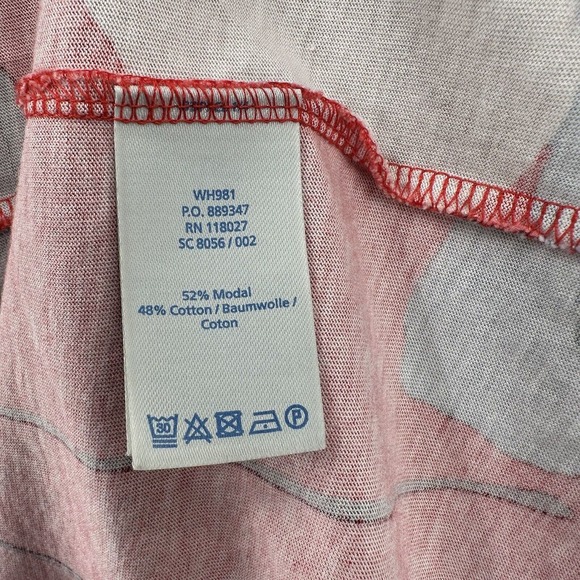 WH981
P.O. 889347
RN 118027
SC 8056 / 002
52% Modal
48% Cotton / Baumwolle /
Coton
30
P